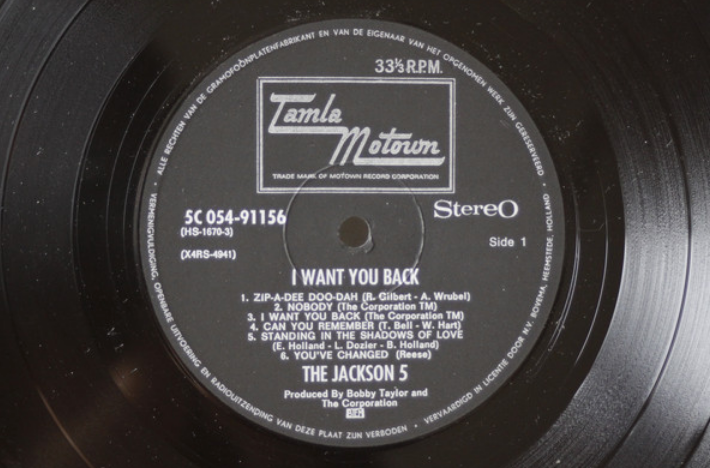 ALLE RECHTEN VAN DE GRAMOFOONPLATENFABRIKANT EN VAN DE EIGENAAR VAN HET OPGENOMEN WERK ZIJN GERESERVEERD
33⅓ R.P.M.
Tamla
Motown
TRADE MARK OF MOTOWN RECORD CORPORATION
5C 054-91156
(HS-1670-3)
(X4RS-4941)
StereO
Side 1
I WANT YOU BACK
1. ZIP-A-DEE DOO-DAH (R. Gilbert - A. Wrubel)
2. NOBODY (The Corporation TM)
3. I WANT YOU BACK (The Corporation TM)
4. CAN YOU REMEMBER (T. Bell - W. Hart)
5. STANDING IN THE SHADOWS OF LOVE
(E. Holland - L. Dozier - B. Holland)
6. YOU'VE CHANGED (Reese)
THE JACKSON 5
Produced By Bobby Taylor and
The Corporation
VERMENIGVULDIGING, OPENBARE UITVOERING EN RADIOUITZENDING VAN DEZE PLAAT ZIJN VERBODEN
VERVAARDIGD IN LICENTIE DOOR N.V. BOVEMA, HEEMSTEDE, HOLLAND